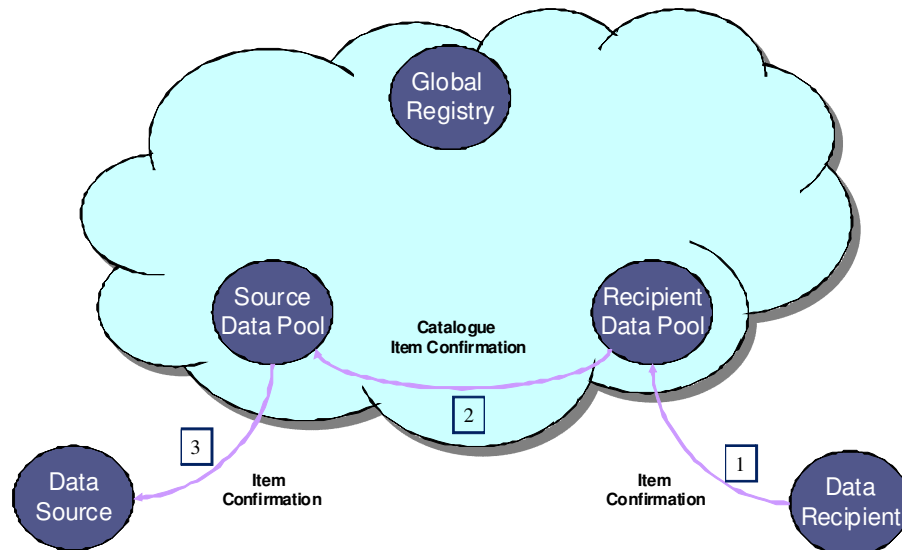 Global
Registry
Source
Data Pool
Recipient
Data Pool
Catalogue
Item Confirmation
2
3
1
Item
Confirmation
Item
Confirmation
Data
Source
Data
Recipient